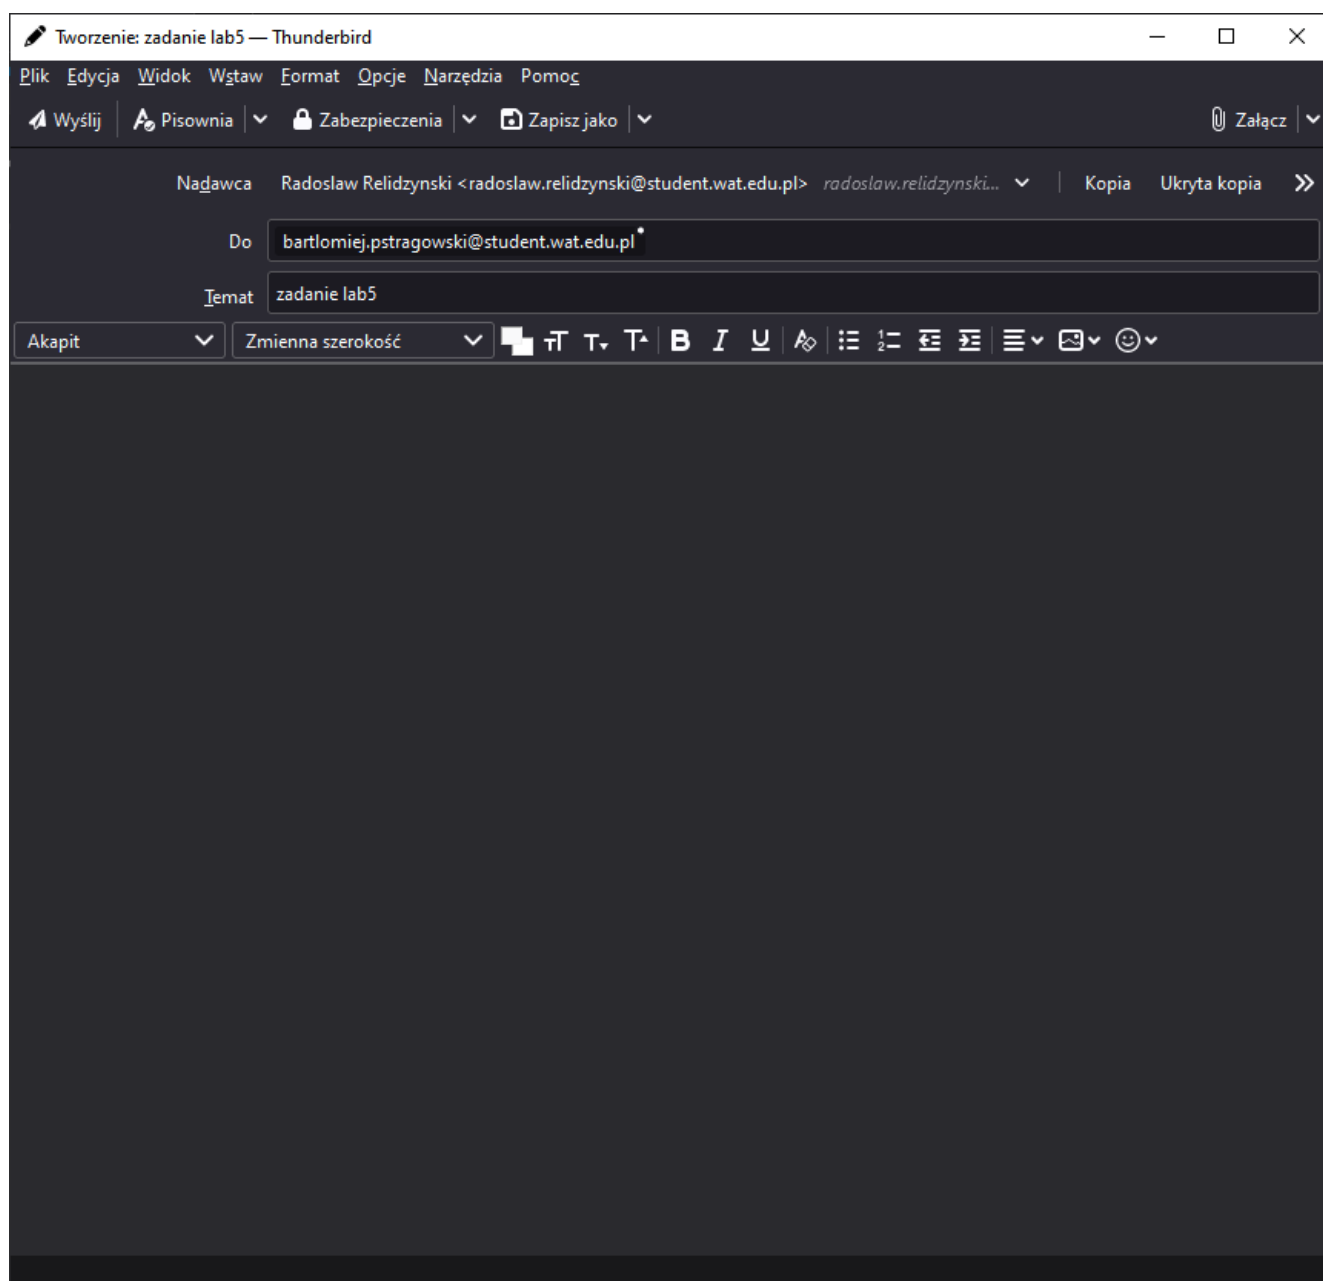 Tworzenie: zadanie lab5 — Thunderbird
Plik Edycja Widok Wstaw Format Opcje Narzędzia Pomoc
Wyślij Pisownia Zabezpieczenia Zapisz jako Załącz
Nadawca Radoslaw Relidzynski <radoslaw.relidzynski@student.wat.edu.pl> radoslaw.relidzynski... Kopia Ukryta kopia
Do bartlomiej.pstragowski@student.wat.edu.pl
Temat zadanie lab5
Akapit Zmienna szerokość